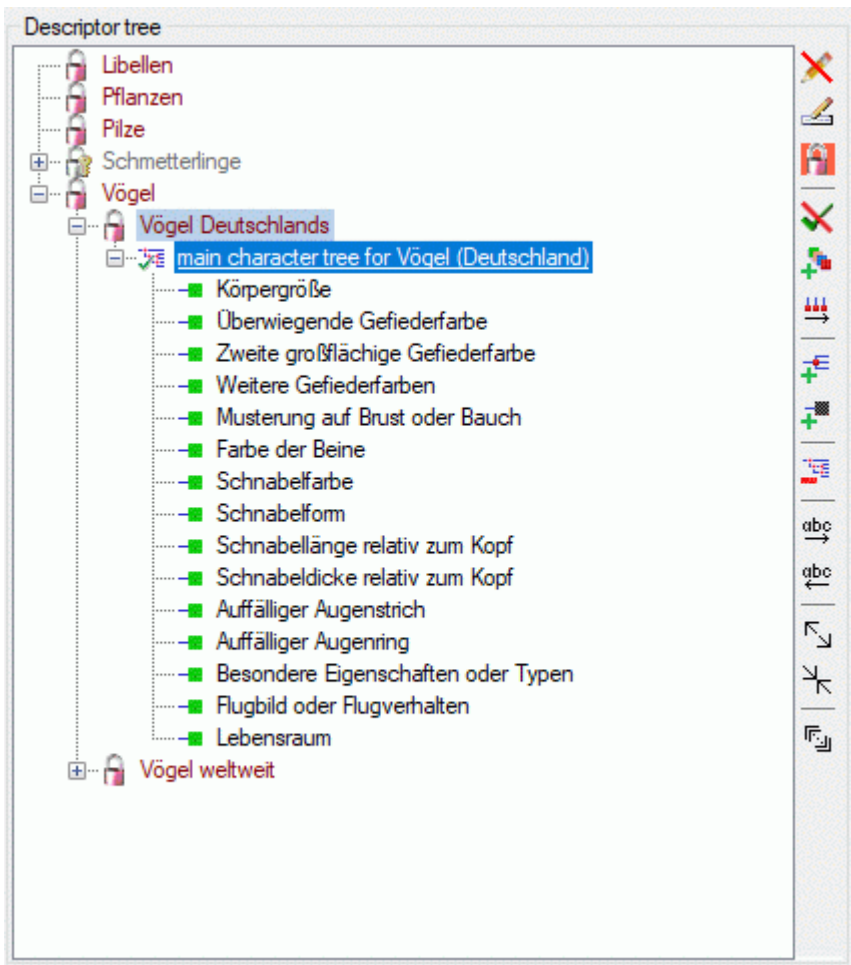 Descriptor tree
Libellen
Pflanzen
Pilze
Schmetterlinge
Vögel
Vögel Deutschlands
main character tree for Vögel (Deutschland)
Körpergröße
Überwiegende Gefiederfarbe
Zweite großflächige Gefiederfarbe
Weitere Gefiederfarben
Musterung auf Brust oder Bauch
Farbe der Beine
Schnabelfarbe
Schnabelform
abc
Schnabellänge relativ zum Kopf
Schnabeldicke relativ zum Kopf
abc
Auffälliger Augenstrich
Auffälliger Augenring
Besondere Eigenschaften oder Typen
Flugbild oder Flugverhalten
Lebensraum
Vögel weltweit